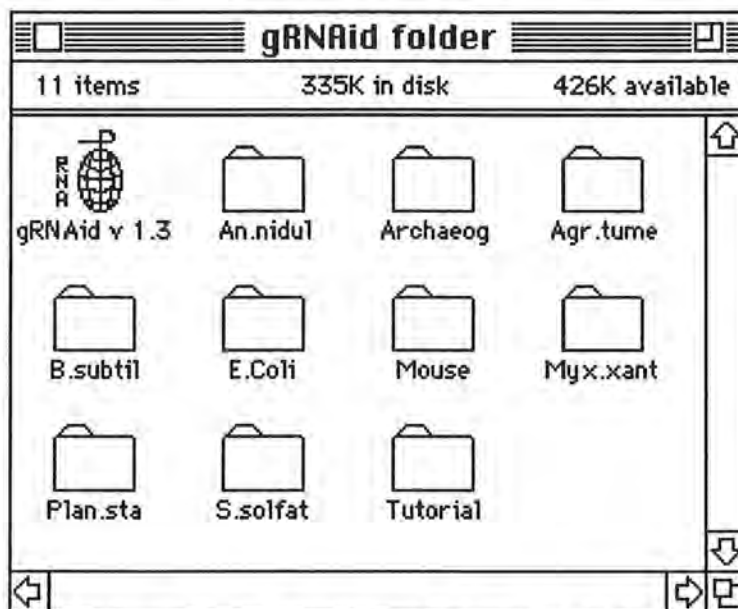 gRNAid folder
11 items 335K in disk 426K available
RNA
gRNAid v 1.3 An.nidul Archaeog Agr.tume
B.subtil E.Coli Mouse Myx.xant
Plan.sta S.solfat Tutorial